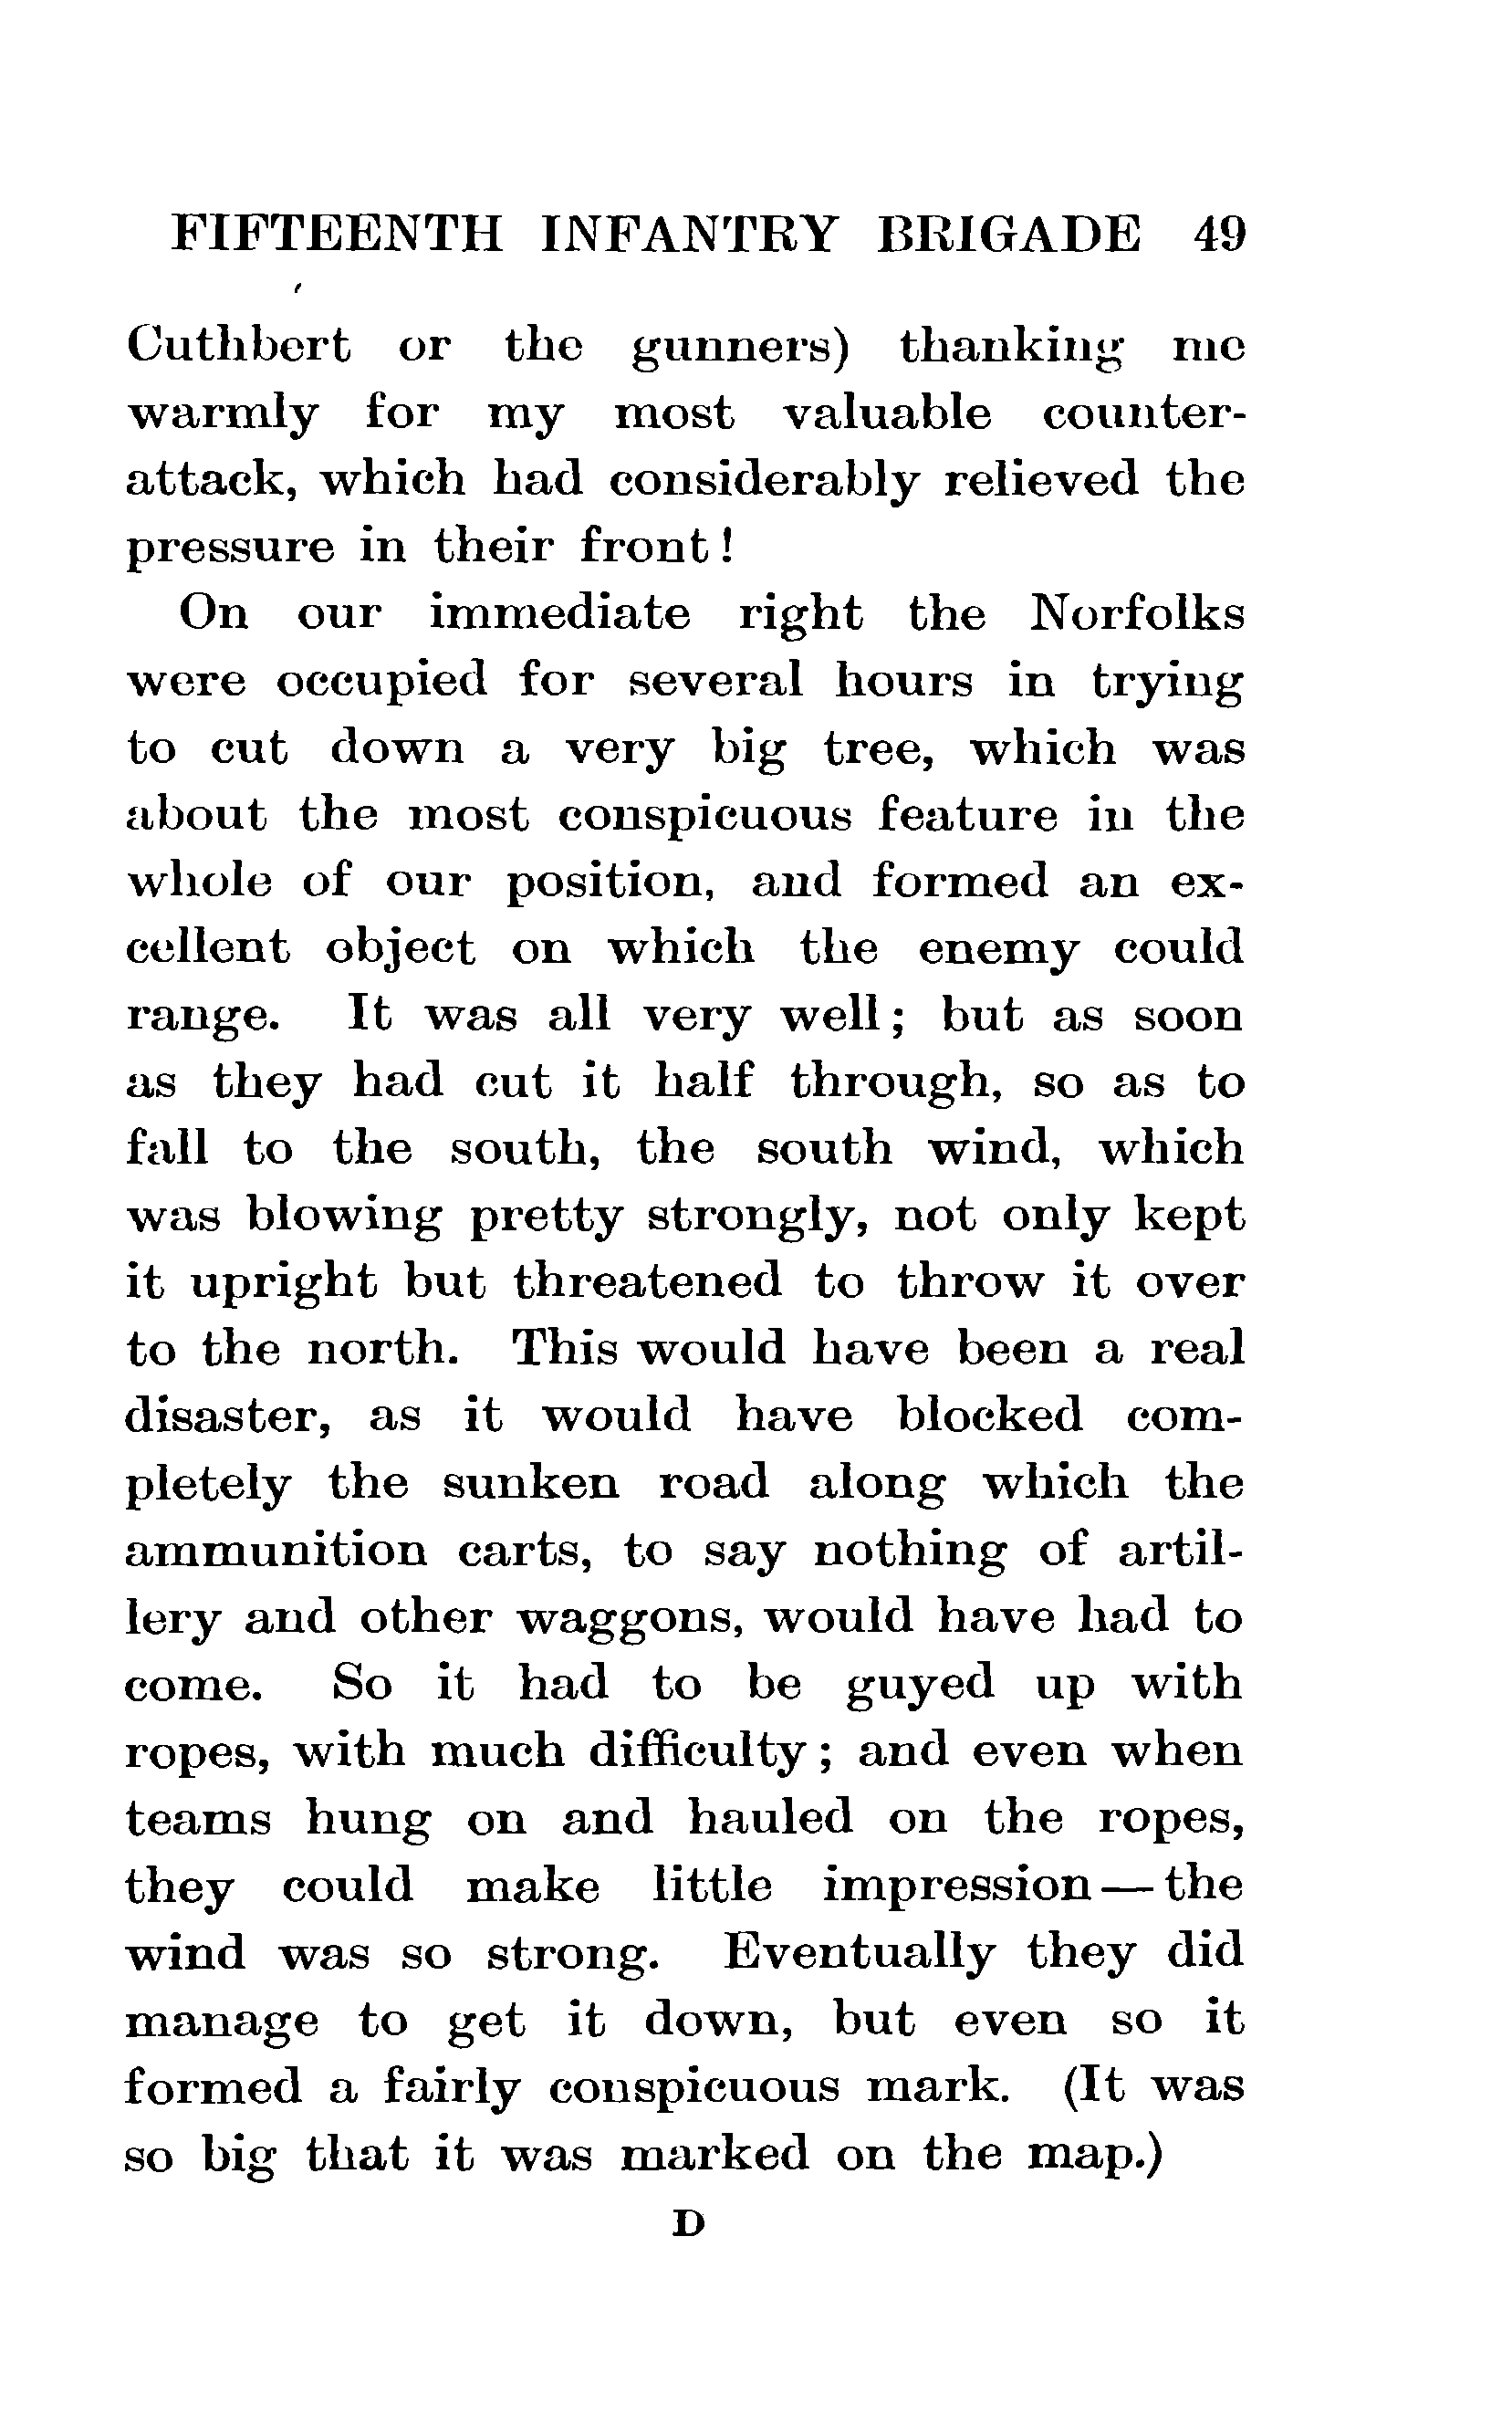 FIFTEENTH INFANTRY BRIGADE 49
Cuthbert or the gunners) thanking me
warmly for my most valuable counter-
attack, which had considerably relieved the
pressure in their front!
On our immediate right the Norfolks
were occupied for several hours in trying
to cut down a very big tree, which was
about the most conspicuous feature in the
whole of our position, and formed an ex-
cellent object on which the enemy could
range. It was all very well; but as soon
as they had cut it half through, so as to
fall to the south, the south wind, which
was blowing pretty strongly, not only kept
it upright but threatened to throw it over
to the north. This would have been a real
disaster, as it would have blocked com-
pletely the sunken road along which the
ammunition carts, to say nothing of artil-
lery and other waggons, would have had to
come. So it had to be guyed up with
ropes, with much difficulty; and even when
teams hung on and hauled on the ropes,
they could make little impression—the
wind was so strong. Eventually they did
manage to get it down, but even so it
formed a fairly conspicuous mark. (It was
so big that it was marked on the map.)
D